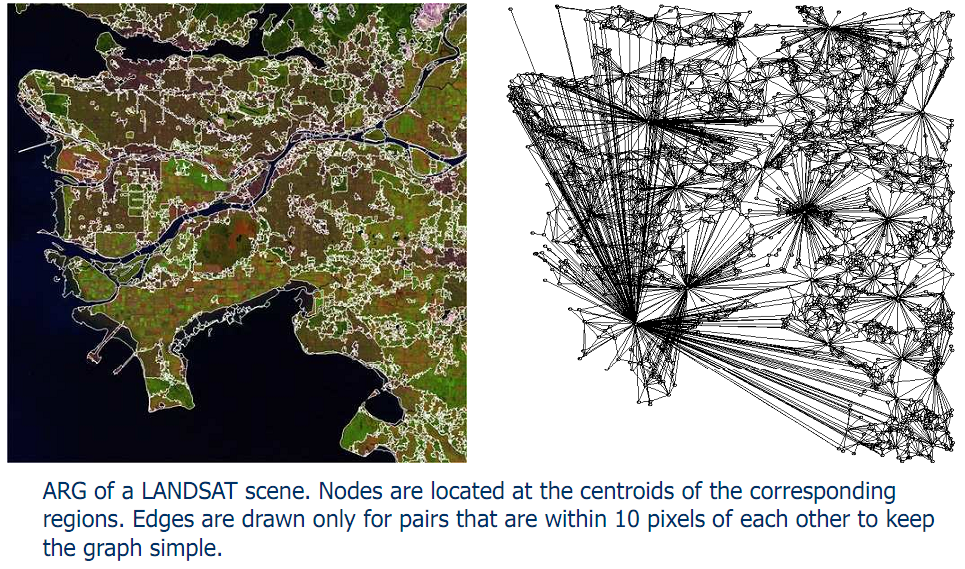 ARG of a LANDSAT scene. Nodes are located at the centroids of the corresponding
regions. Edges are drawn only for pairs that are within 10 pixels of each other to keep
the graph simple.